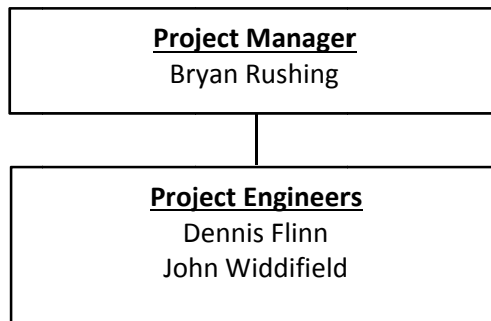 Project Manager
Bryan Rushing
Project Engineers
Dennis Flinn
John Widdifield